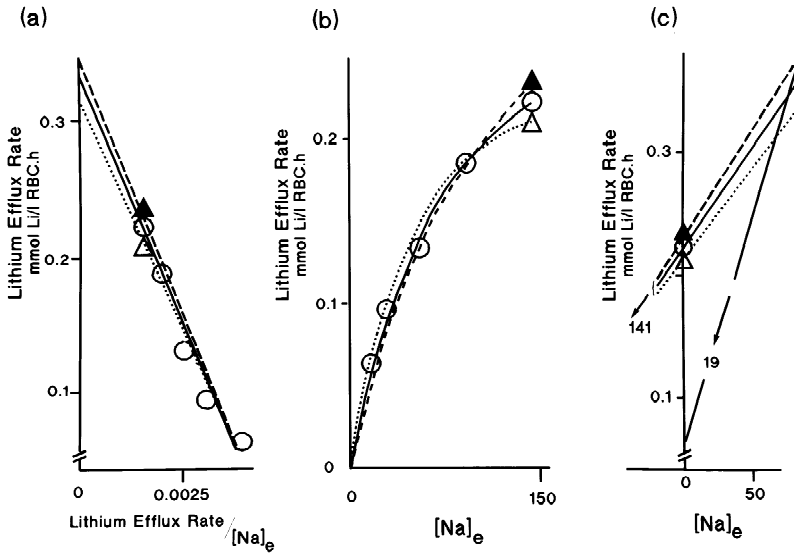 (a)
Lithium Efflux Rate
mmol Li/l RBC.h
0.3
0.2
0.1
0
0.0025
Lithium Efflux Rate/[Na]e
(b)
Lithium Efflux Rate
mmol Li/l RBC.h
0.2
0.1
0
0
150
[Na]e
(c)
Lithium Efflux Rate
mmol Li/l RBC.h
0.3
0.1
141
19
0
50
[Na]e